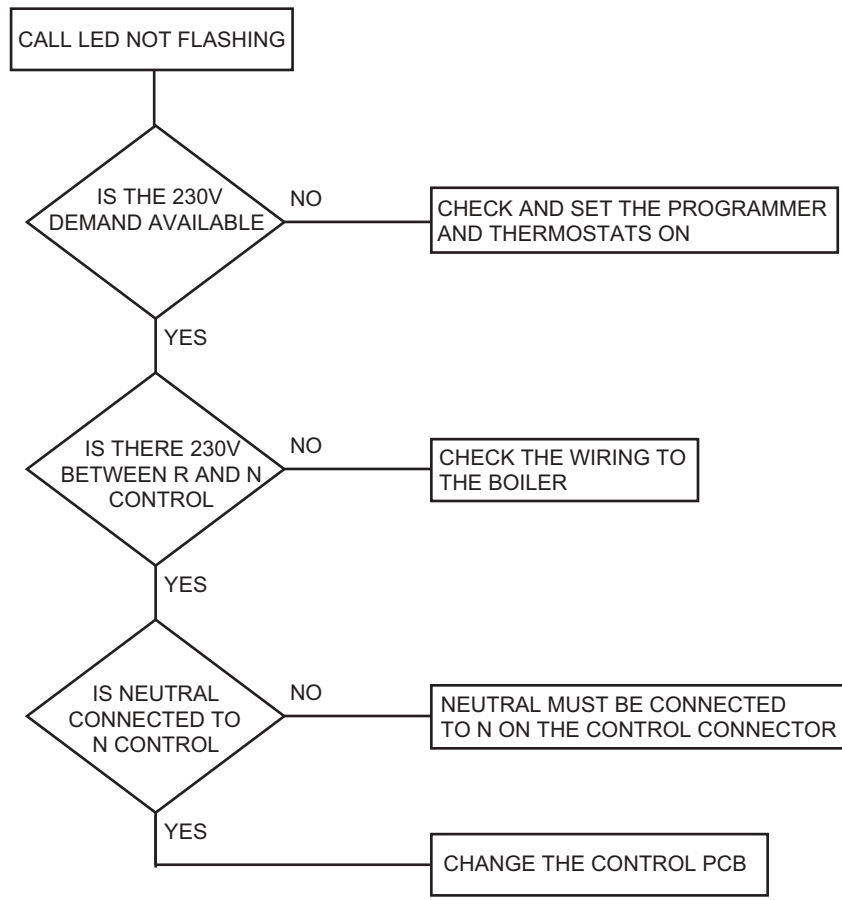 CALL LED NOT FLASHING
IS THE 230V
DEMAND AVAILABLE
NO
CHECK AND SET THE PROGRAMMER
AND THERMOSTATS ON
YES
IS THERE 230V
BETWEEN R AND N
CONTROL
NO
CHECK THE WIRING TO
THE BOILER
YES
IS NEUTRAL
CONNECTED TO
N CONTROL
NO
NEUTRAL MUST BE CONNECTED
TO N ON THE CONTROL CONNECTOR
YES
CHANGE THE CONTROL PCB